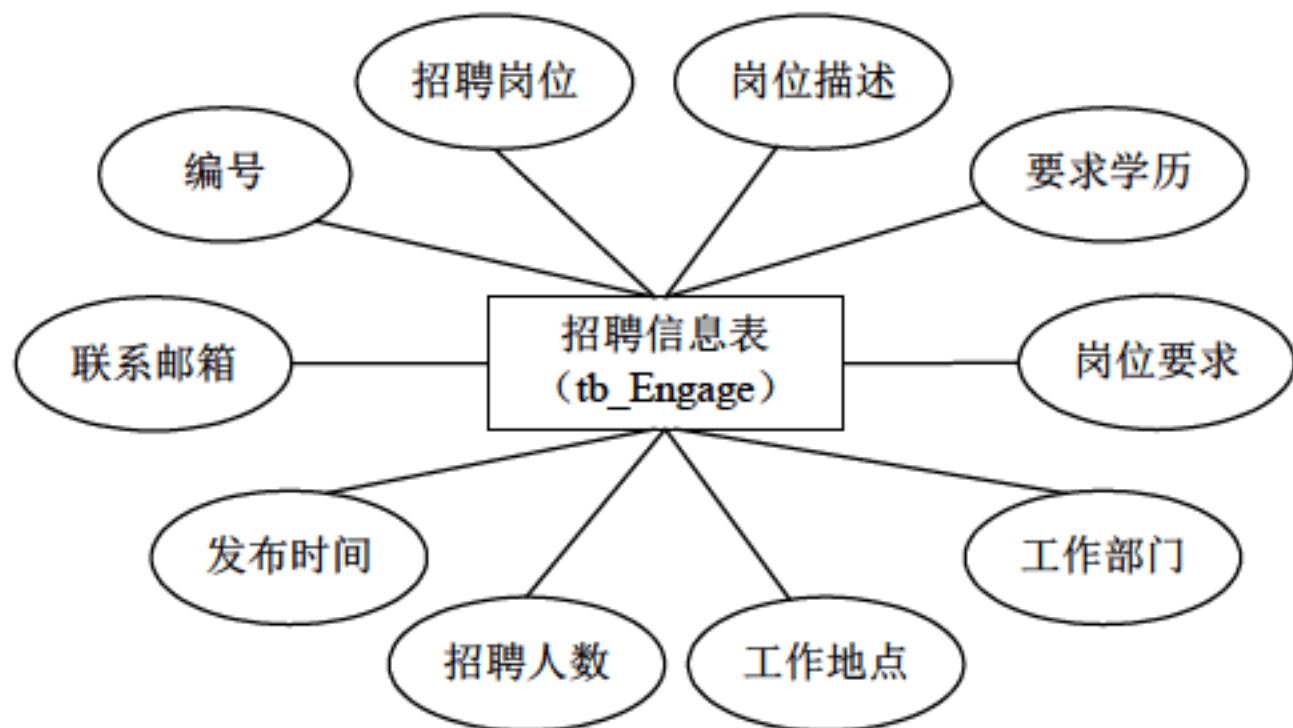 招聘岗位
岗位描述
编号
要求学历
招聘信息表
（tb_Engage）
联系邮箱
岗位要求
发布时间
工作部门
招聘人数
工作地点